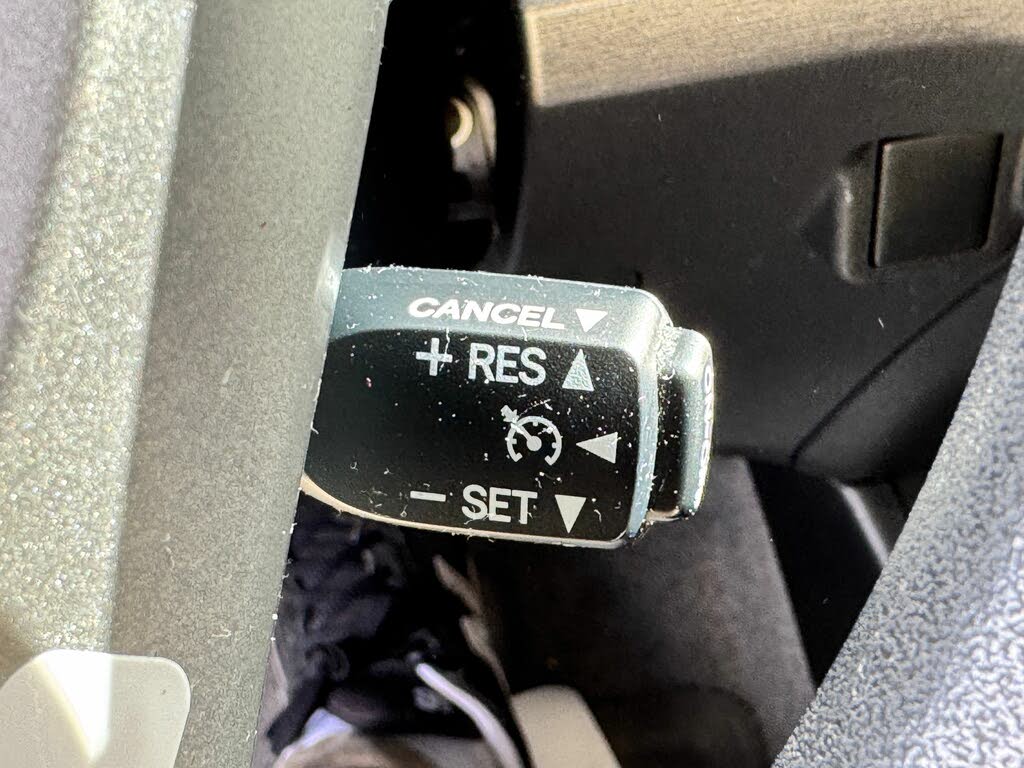 CANCEL ▼
+ RES ▲
◀
− SET ▼